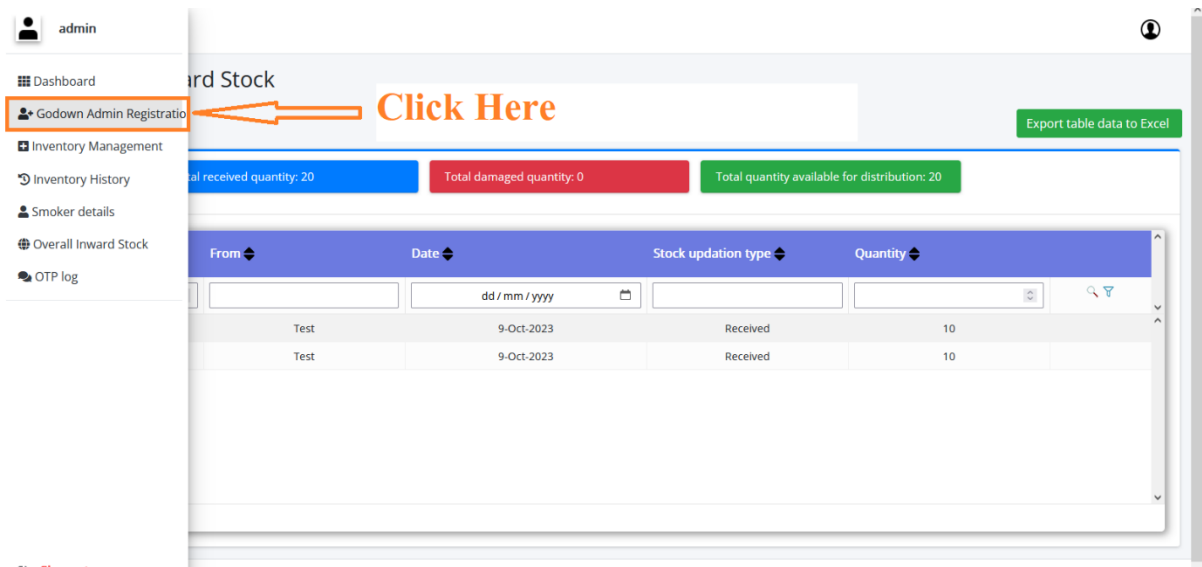 admin
Dashboard
ard Stock
Godown Admin Registratio
Click Here
Export table data to Excel
Inventory Management
Inventory History
al received quantity: 20
Total damaged quantity: 0
Total quantity available for distribution: 20
Smoker details
Overall Inward Stock
OTP log
From
Date
Stock updation type
Quantity
dd / mm / yyyy
Test
9-Oct-2023
Received
10
Test
9-Oct-2023
Received
10